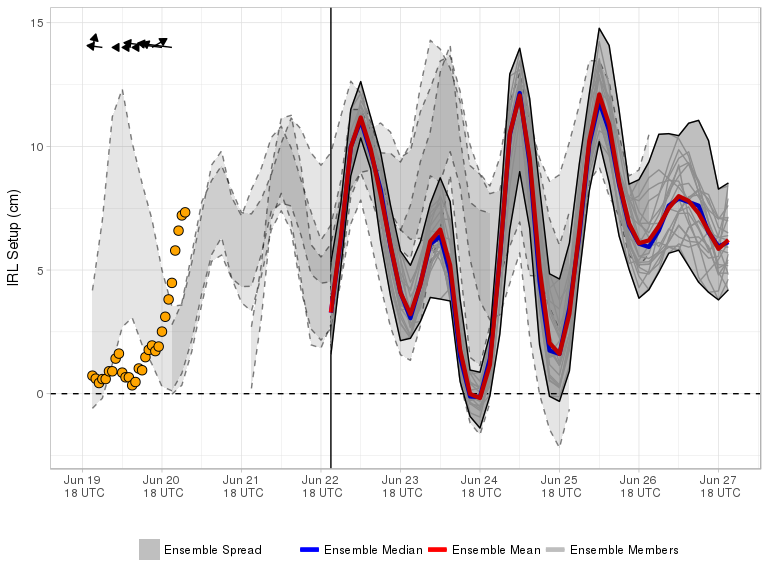 15
10
5
0
IRL Setup (cm)
Jun 19 Jun 20 Jun 21 Jun 22 Jun 23 Jun 24 Jun 25 Jun 26 Jun 27
18 UTC 18 UTC 18 UTC 18 UTC 18 UTC 18 UTC 18 UTC 18 UTC 18 UTC
Ensemble Spread Ensemble Median Ensemble Mean Ensemble Members